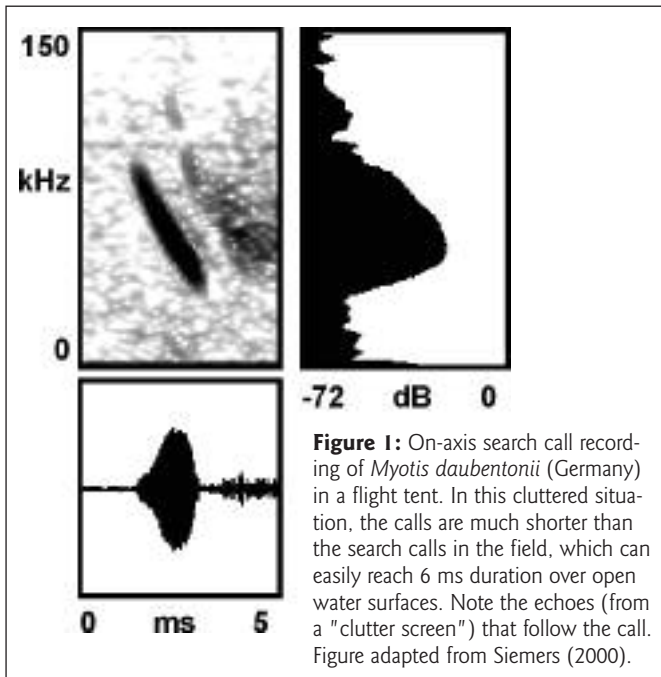 150
kHz
0
-72 dB 0
0 ms 5
Figure 1: On-axis search call record-
ing of Myotis daubentonii (Germany)
in a flight tent. In this cluttered situa-
tion, the calls are much shorter than
the search calls in the field, which can
easily reach 6 ms duration over open
water surfaces. Note the echoes (from
a "clutter screen") that follow the call.
Figure adapted from Siemers (2000).